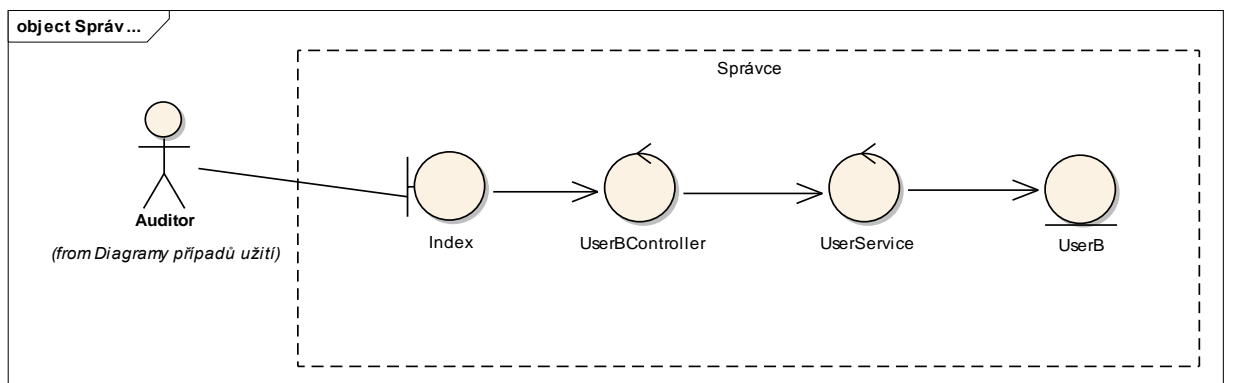 object Správ...
Správce
Auditor
(from Diagramy případů užití)
Index
UserBController
UserService
UserB